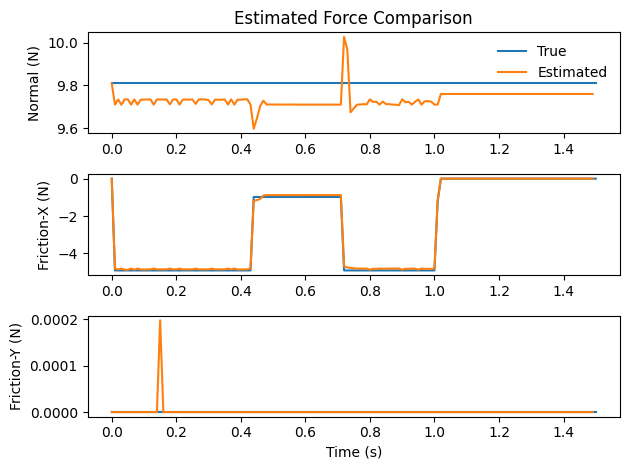 Estimated Force Comparison
Normal (N)
10.0
9.8
9.6
True
Estimated
0.0 0.2 0.4 0.6 0.8 1.0 1.2 1.4
Friction-X (N)
0
−2
−4
0.0 0.2 0.4 0.6 0.8 1.0 1.2 1.4
Friction-Y (N)
0.0002
0.0001
0.0000
0.0 0.2 0.4 0.6 0.8 1.0 1.2 1.4
Time (s)